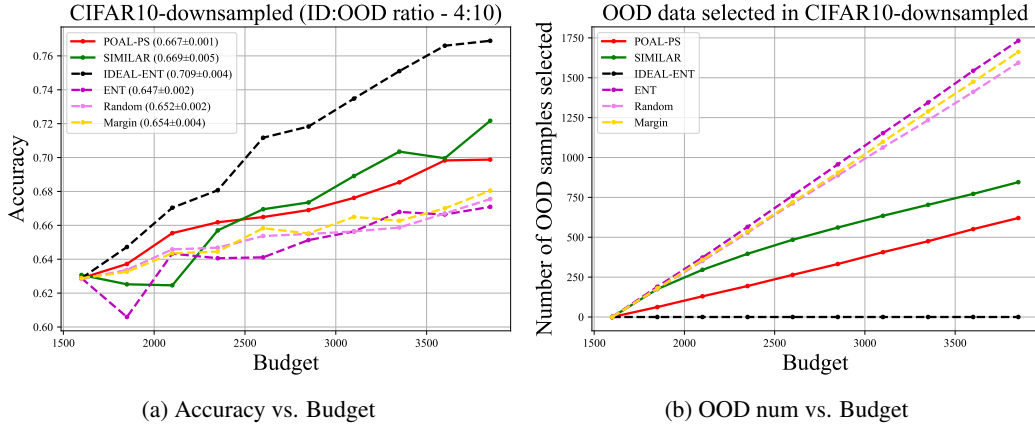 CIFAR10-downsampled (ID:OOD ratio - 4:10)
POAL-PS (0.667±0.001)
SIMILAR (0.669±0.005)
IDEAL-ENT (0.709±0.004)
ENT (0.647±0.002)
Random (0.652±0.002)
Margin (0.654±0.004)
0.76
0.74
0.72
0.70
0.68
0.66
0.64
0.62
0.60
Accuracy
1500
2000
2500
3000
3500
Budget
(a) Accuracy vs. Budget
OOD data selected in CIFAR10-downsampled
POAL-PS
SIMILAR
IDEAL-ENT
ENT
Random
Margin
1750
1500
1250
1000
750
500
250
0
Number of OOD samples selected
1500
2000
2500
3000
3500
Budget
(b) OOD num vs. Budget